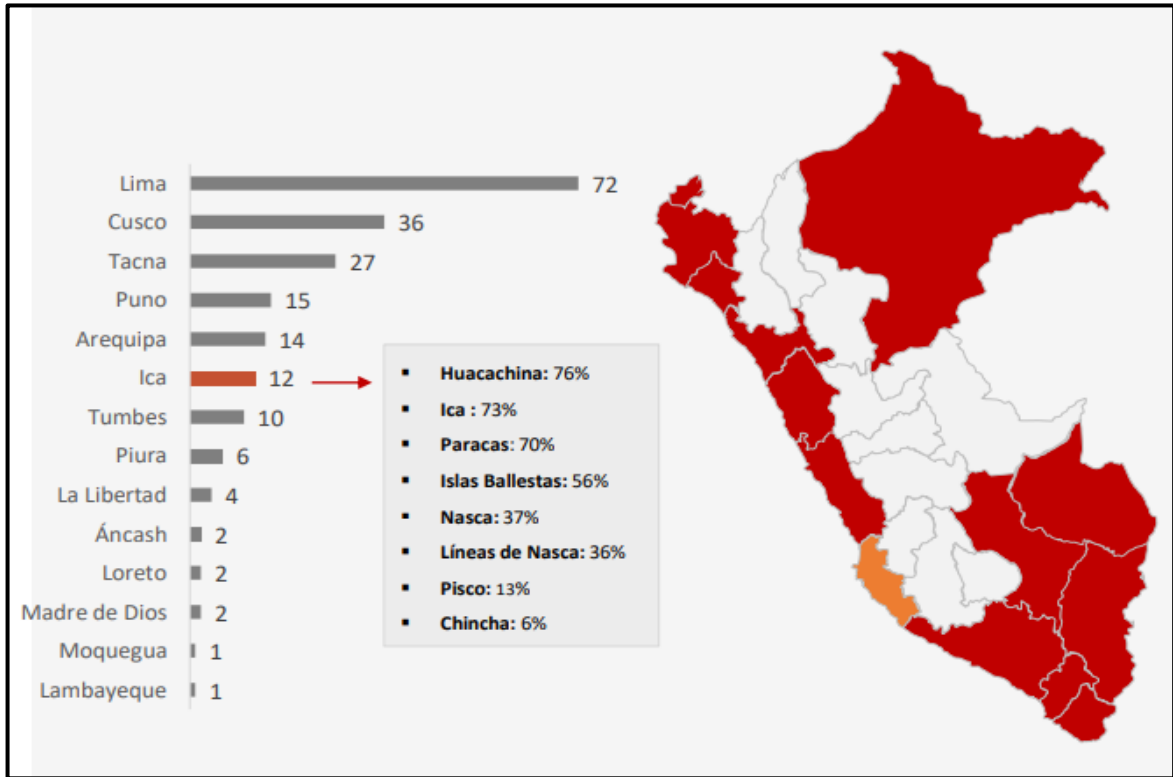 Lima 72
Cusco 36
Tacna 27
Puno 15
Arequipa 14
Ica 12
Tumbes 10
Piura 6
La Libertad 4
Áncash 2
Loreto 2
Madre de Dios 2
Moquegua 1
Lambayeque 1
▪ Huacachina: 76%
▪ Ica : 73%
▪ Paracas: 70%
▪ Islas Ballestas: 56%
▪ Nasca: 37%
▪ Líneas de Nasca: 36%
▪ Pisco: 13%
▪ Chincha: 6%